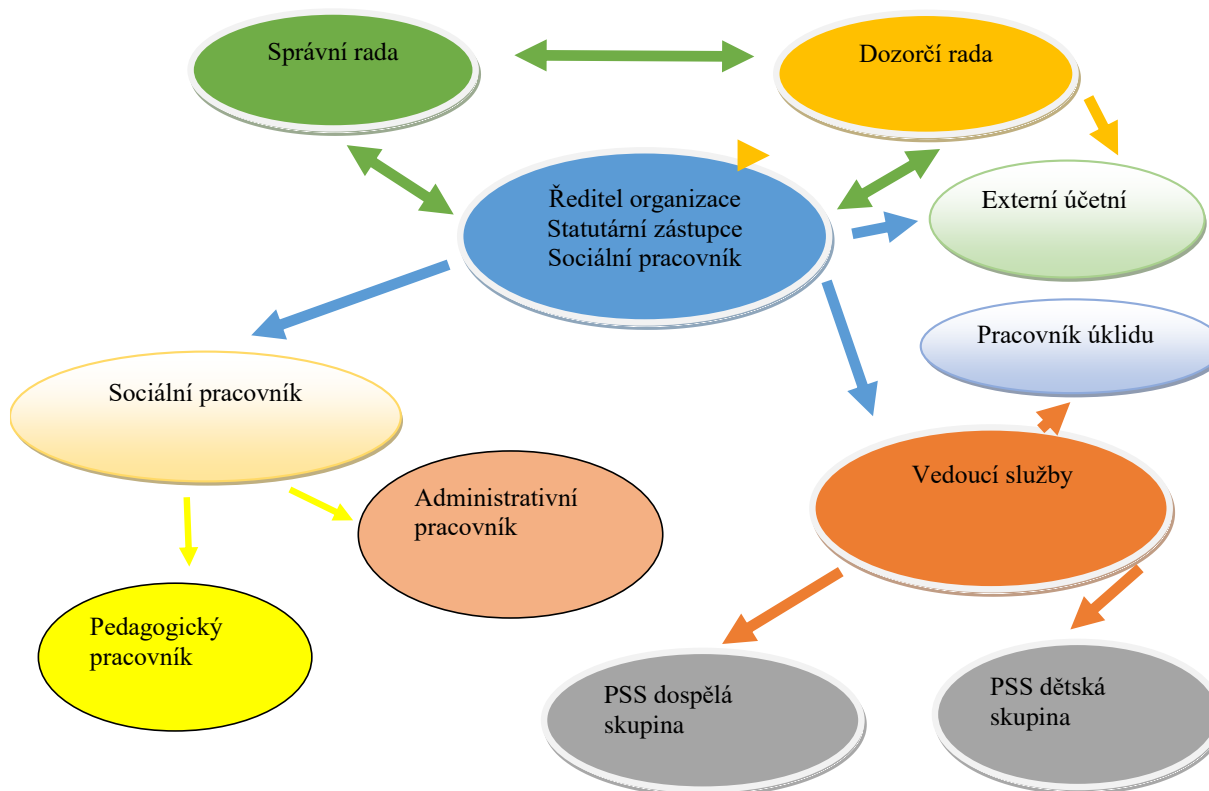 Správní rada
Dozorčí rada
Ředitel organizace
Statutární zástupce
Sociální pracovník
Externí účetní
Pracovník úklidu
Sociální pracovník
Vedoucí služby
Administrativní
pracovník
Pedagogický
pracovník
PSS dospělá
skupina
PSS dětská
skupina